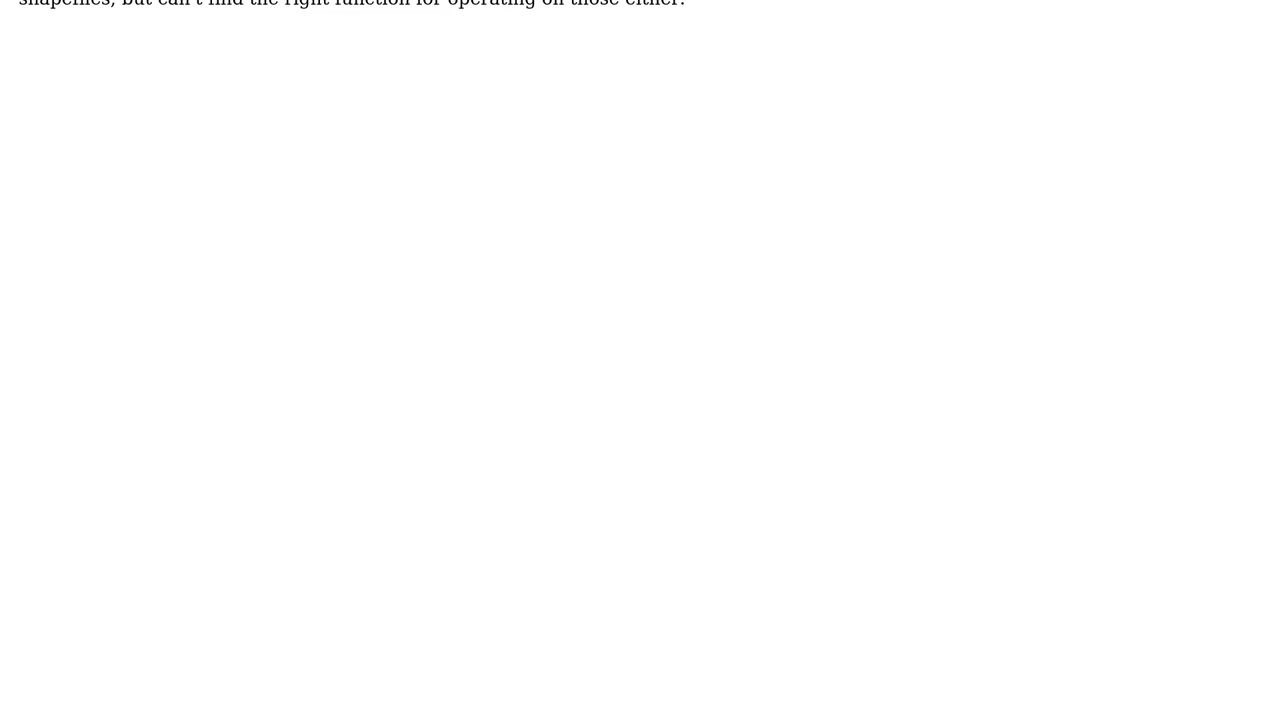 shapefiles, but can't find the right function for operating on those either.